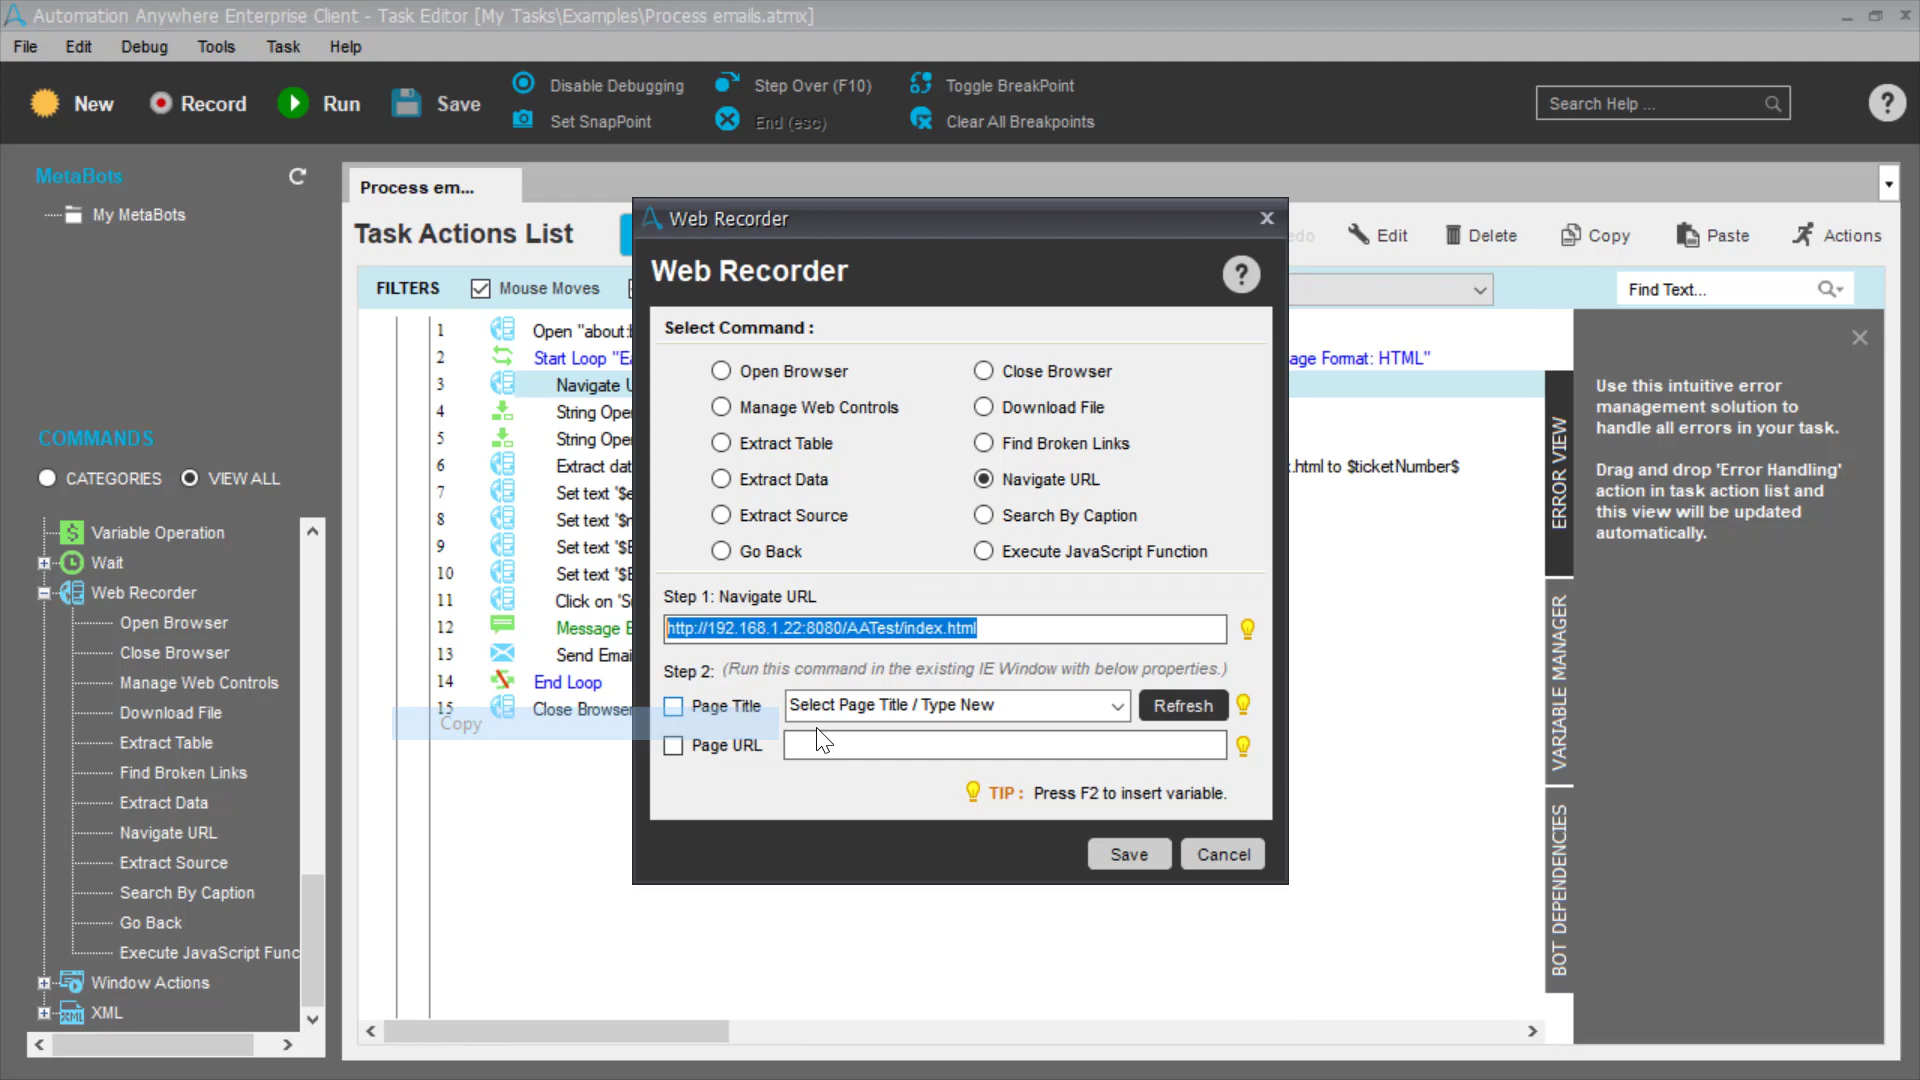 Automation Anywhere Enterprise Client - Task Editor [My Tasks\Examples\Process emails.atmx]
File Edit Debug Tools Task Help
New Record Run Save
Disable Debugging Step Over (F10) Toggle BreakPoint
Set SnapPoint End (esc) Clear All Breakpoints
Search Help ...
?
MetaBots
My MetaBots
COMMANDS
CATEGORIES VIEW ALL
Variable Operation
Wait
Web Recorder
Open Browser
Close Browser
Manage Web Controls
Download File
Extract Table
Find Broken Links
Extract Data
Navigate URL
Extract Source
Search By Caption
Go Back
Execute JavaScript Func
Window Actions
XML
Process em...
Task Actions List
Edit Delete Copy Paste Actions
FILTERS Mouse Moves
Find Text...
1 Open "about:
2 Start Loop "Ea age Format: HTML"
3 Navigate U
4 String Ope
5 String Ope
6 Extract dat .html to $ticketNumber$
7 Set text '$e
8 Set text '$
9 Set text '$E
10 Set text '$E
11 Click on 'S
12 Message E
13 Send Emai
14 End Loop
15 Close Browser
Copy
Web Recorder
Web Recorder
?
Select Command :
Open Browser Close Browser
Manage Web Controls Download File
Extract Table Find Broken Links
Extract Data Navigate URL
Extract Source Search By Caption
Go Back Execute JavaScript Function
Step 1: Navigate URL
http://192.168.1.22:8080/AATest/index.html
Step 2: (Run this command in the existing IE Window with below properties.)
Page Title Select Page Title / Type New Refresh
Page URL
TIP : Press F2 to insert variable.
Save Cancel
ERROR VIEW
VARIABLE MANAGER
BOT DEPENDENCIES
Use this intuitive error
management solution to
handle all errors in your task.
Drag and drop 'Error Handling'
action in task action list and
this view will be updated
automatically.